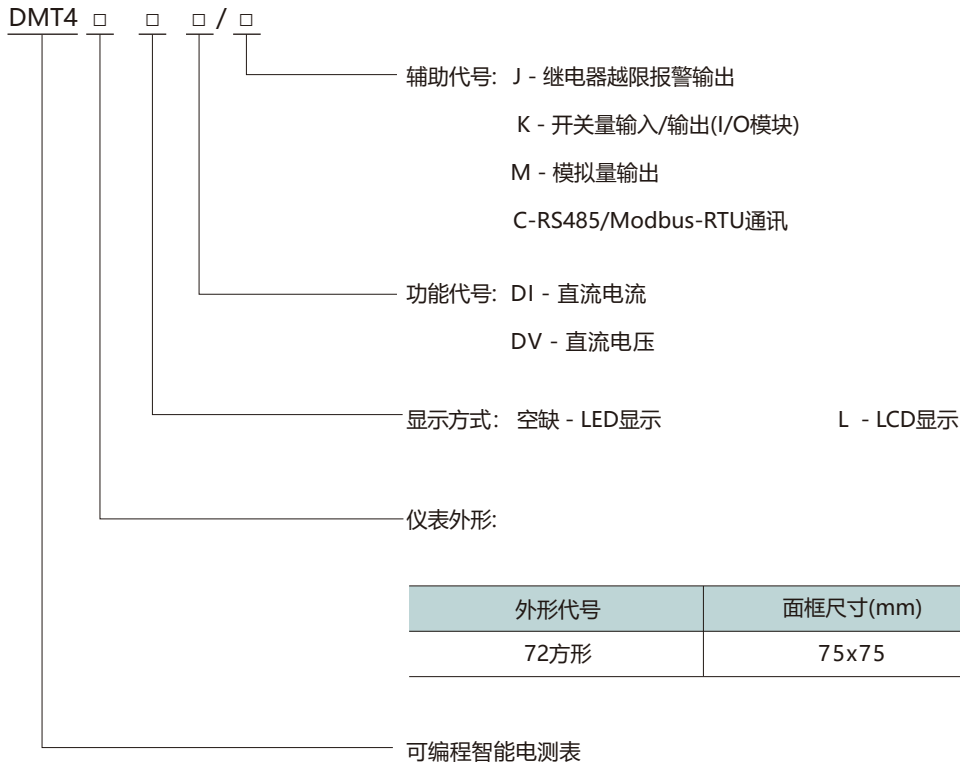 DMT4 □ □ □ / □
辅助代号: J - 继电器越限报警输出
K - 开关量输入/输出(I/O模块)
M - 模拟量输出
C-RS485/Modbus-RTU通讯
功能代号: DI - 直流电流
DV - 直流电压
显示方式: 空缺 - LED显示 L - LCD显示
仪表外形:
外形代号 面框尺寸(mm)
72方形 75x75
可编程智能电测表